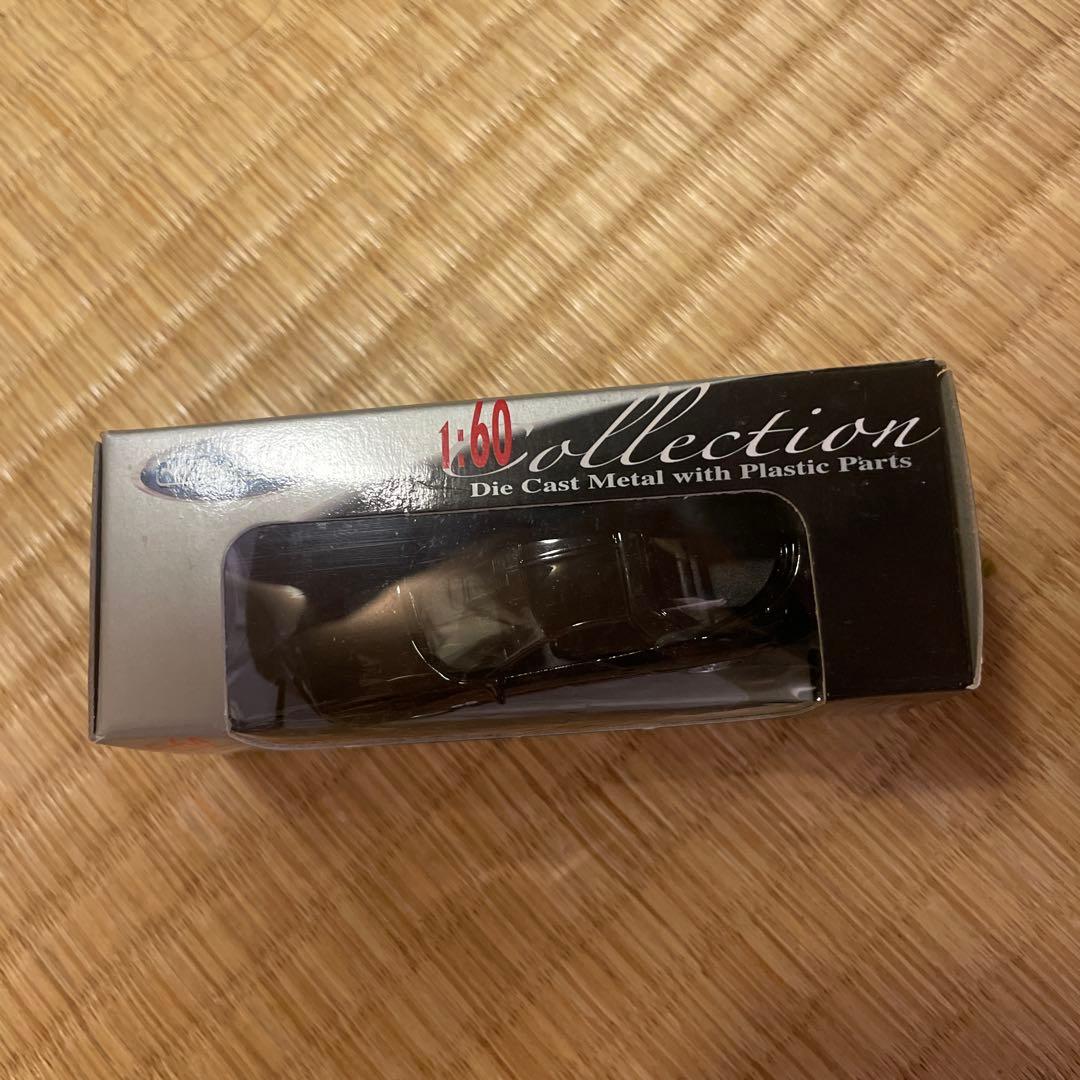 1:60 Collection
Die Cast Metal with Plastic Parts